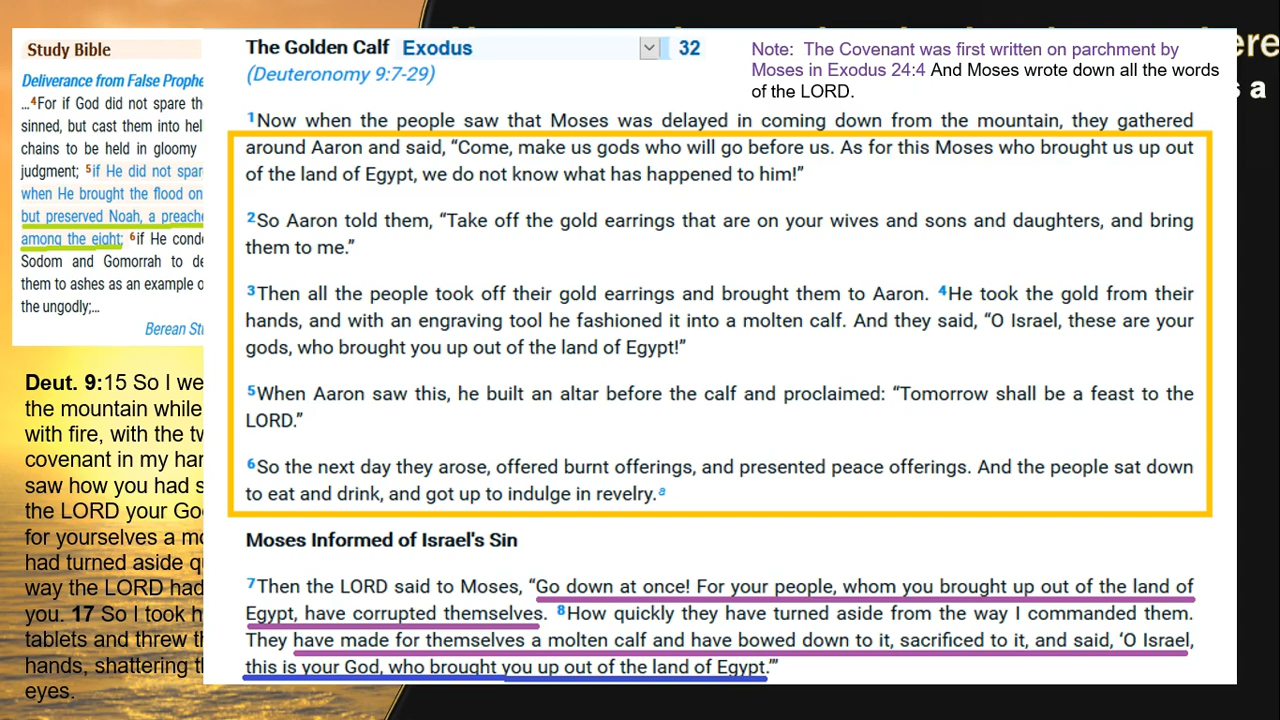 ere
s a
Study Bible
Deliverance from False Prophe
...4For if God did not spare th
sinned, but cast them into hel
chains to be held in gloomy
judgment; 5if He did not spar
when He brought the flood on
but preserved Noah, a preache
among the eight; 6if He conde
Sodom and Gomorrah to de
them to ashes as an example o
the ungodly;...
Berean Stu
Deut. 9:15 So I we
the mountain while
with fire, with the tw
covenant in my har
saw how you had s
the LORD your Go
for yourselves a mo
had turned aside q
way the LORD had
you. 17 So I took h
tablets and threw th
hands, shattering th
eyes.
The Golden Calf Exodus 32
(Deuteronomy 9:7-29)
Note: The Covenant was first written on parchment by
Moses in Exodus 24:4 And Moses wrote down all the words
of the LORD.
1Now when the people saw that Moses was delayed in coming down from the mountain, they gathered
around Aaron and said, “Come, make us gods who will go before us. As for this Moses who brought us up out
of the land of Egypt, we do not know what has happened to him!”
2So Aaron told them, “Take off the gold earrings that are on your wives and sons and daughters, and bring
them to me.”
3Then all the people took off their gold earrings and brought them to Aaron. 4He took the gold from their
hands, and with an engraving tool he fashioned it into a molten calf. And they said, “O Israel, these are your
gods, who brought you up out of the land of Egypt!”
5When Aaron saw this, he built an altar before the calf and proclaimed: “Tomorrow shall be a feast to the
LORD.”
6So the next day they arose, offered burnt offerings, and presented peace offerings. And the people sat down
to eat and drink, and got up to indulge in revelry.a
Moses Informed of Israel's Sin
7Then the LORD said to Moses, “Go down at once! For your people, whom you brought up out of the land of
Egypt, have corrupted themselves. 8How quickly they have turned aside from the way I commanded them.
They have made for themselves a molten calf and have bowed down to it, sacrificed to it, and said, ‘O Israel,
this is your God, who brought you up out of the land of Egypt.’”